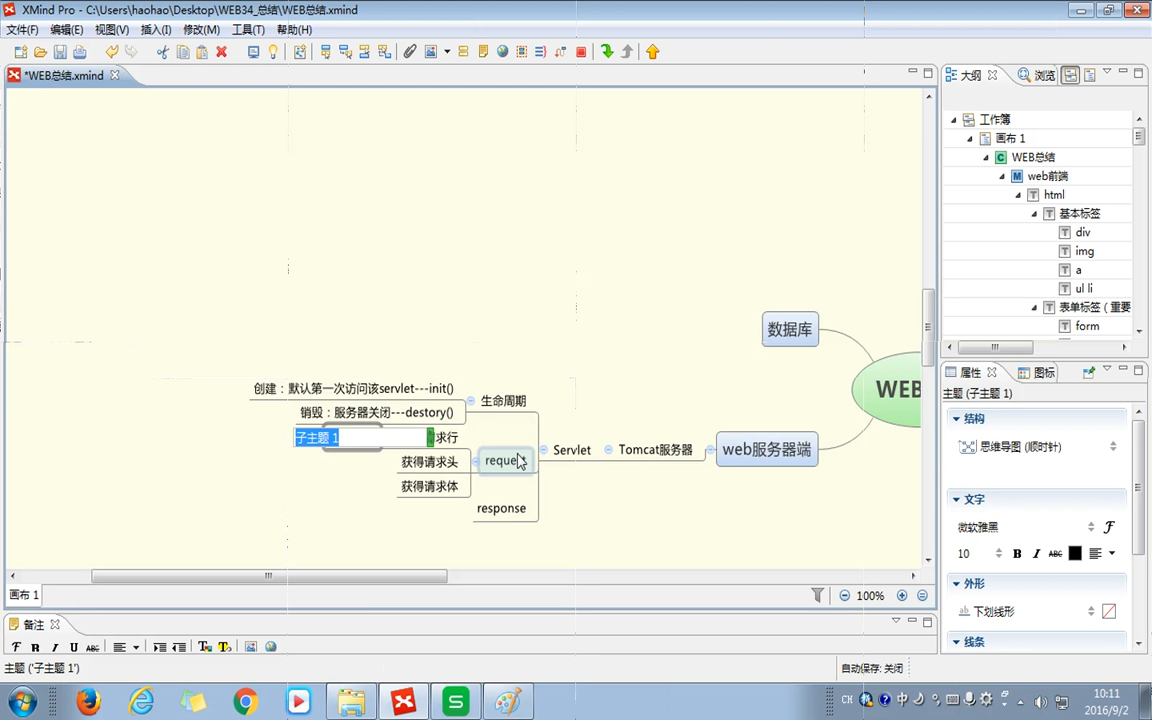 XMind Pro - C:\Users\haohao\Desktop\WEB34_总结\WEB总结.xmind
文件(F) 编辑(E) 视图(V) 插入(I) 修改(M) 工具(T) 帮助(H)
*WEB总结.xmind
大纲
浏览
工作簿
画布 1
WEB总结
web前端
html
基本标签
div
img
a
ul li
表单标签（重要
form
数据库
WEB
创建：默认第一次访问该servlet---init()
生命周期
销毁：服务器关闭---destory()
子主题 1
求行
web服务器端
Tomcat服务器
Servlet
request
获得请求头
获得请求体
response
属性
图标
主题 (子主题 1)
结构
思维导图 (顺时针)
文字
微软雅黑
10 B I ABC
外形
下划线形
线条
画布 1
100%
备注
B I U ABC
主题 ('子主题 1')
自动保存: 关闭
CH
中
10:11
2016/9/2